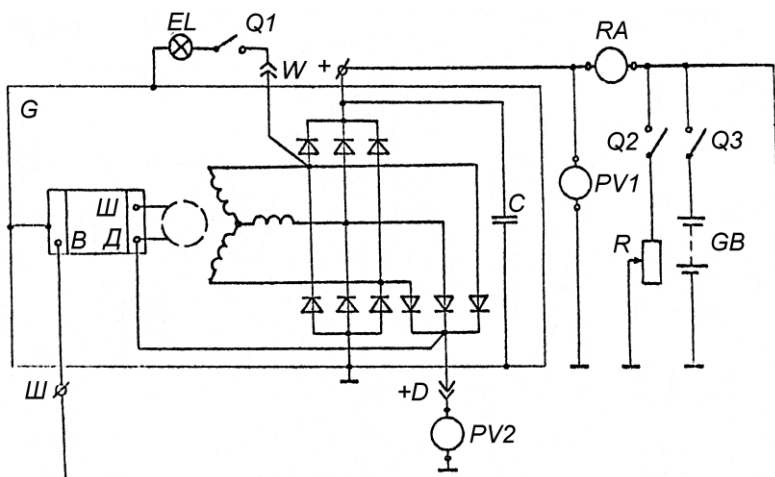 EL
Q1
W
+
RA
G
Q2
Q3
PV1
C
Ш
В
Д
R
GB
Ш
+D
PV2